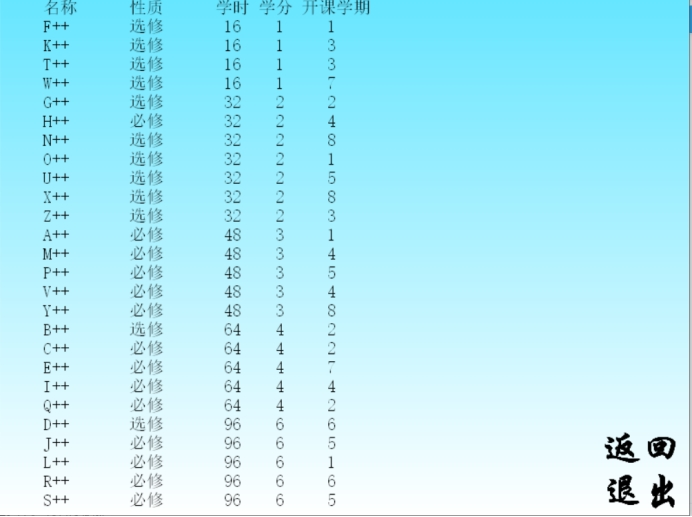 名称 性质 学时 学分 开课学期
F++ 选修 16 1 1
K++ 选修 16 1 3
T++ 选修 16 1 3
W++ 选修 16 1 7
G++ 选修 32 2 2
H++ 必修 32 2 4
N++ 选修 32 2 8
O++ 选修 32 2 1
U++ 选修 32 2 5
X++ 选修 32 2 8
Z++ 选修 32 2 3
A++ 必修 48 3 1
M++ 必修 48 3 4
P++ 必修 48 3 5
V++ 必修 48 3 4
Y++ 必修 48 3 8
B++ 选修 64 4 2
C++ 必修 64 4 2
E++ 必修 64 4 7
I++ 必修 64 4 4
Q++ 必修 64 4 2
D++ 选修 96 6 6
J++ 必修 96 6 5
L++ 必修 96 6 1
R++ 必修 96 6 6
S++ 必修 96 6 5
返回
退出